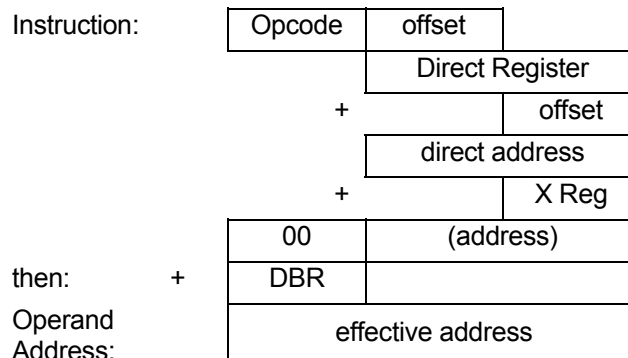 Instruction: Opcode offset
Direct Register
+ offset
direct address
+ X Reg
00 (address)
then: + DBR
Operand
Address: effective address